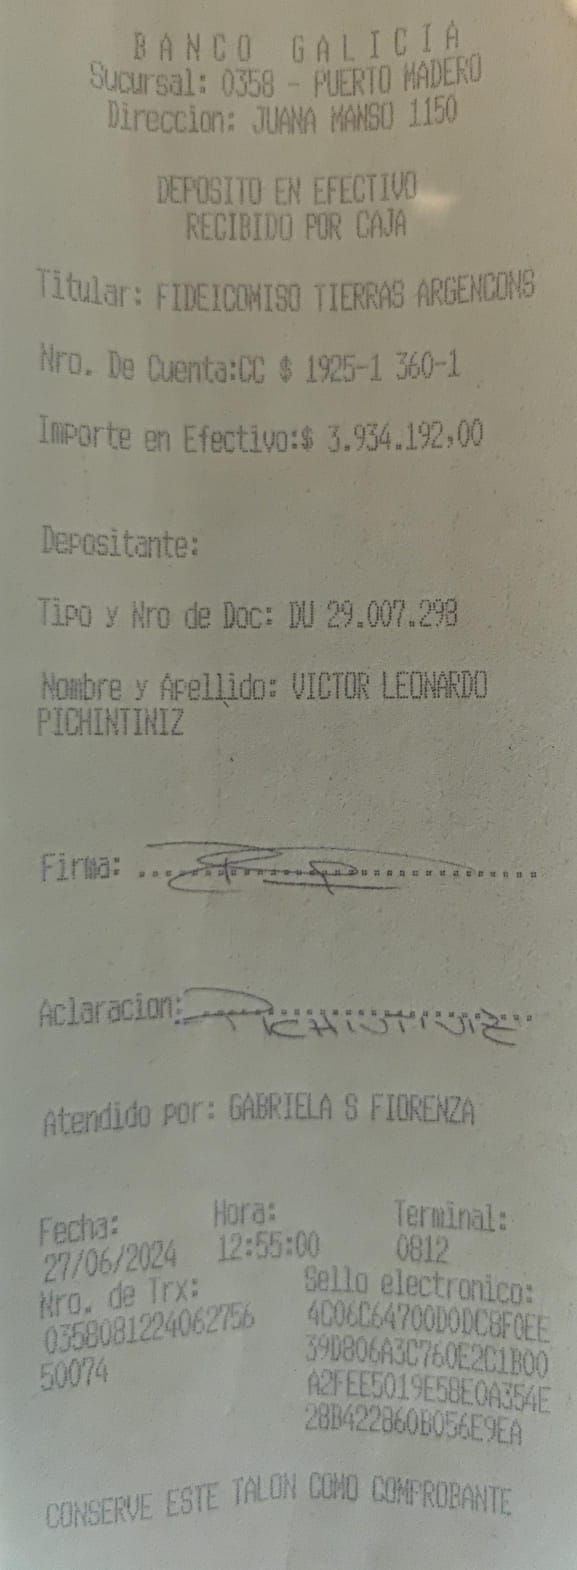 BANCO GALICIA
Sucursal: 0358 - PUERTO MADERO
Direccion: JUANA MANSO 1150
DEPOSITO EN EFECTIVO
RECIBIDO POR CAJA
Titular: FIDEICOMISO TIERRAS ARGENCONS
Nro. De Cuenta:CC $ 1925-1 360-1
Importe en Efectivo:$ 3.934.192,00
Depositante:
Tipo y Nro de Doc: DU 29.007.298
Nombre y Apellido: VICTOR LEONARDO
PICHINTINIZ
Firma:
Aclaracion: PICHINTINIZ
Atendido por: GABRIELA S FIORENZA
Fecha: Hora: Terminal:
27/06/2024 12:55:00 0812
Nro. de Trx: Sello electronico:
0358081224062756 4C06C64700D0DC8F0EE
50074 39D806A3C760E2C1B00
A2FEE5019E58E0A354E
28B422860B056E9EA
CONSERVE ESTE TALON COMO COMPROBANTE